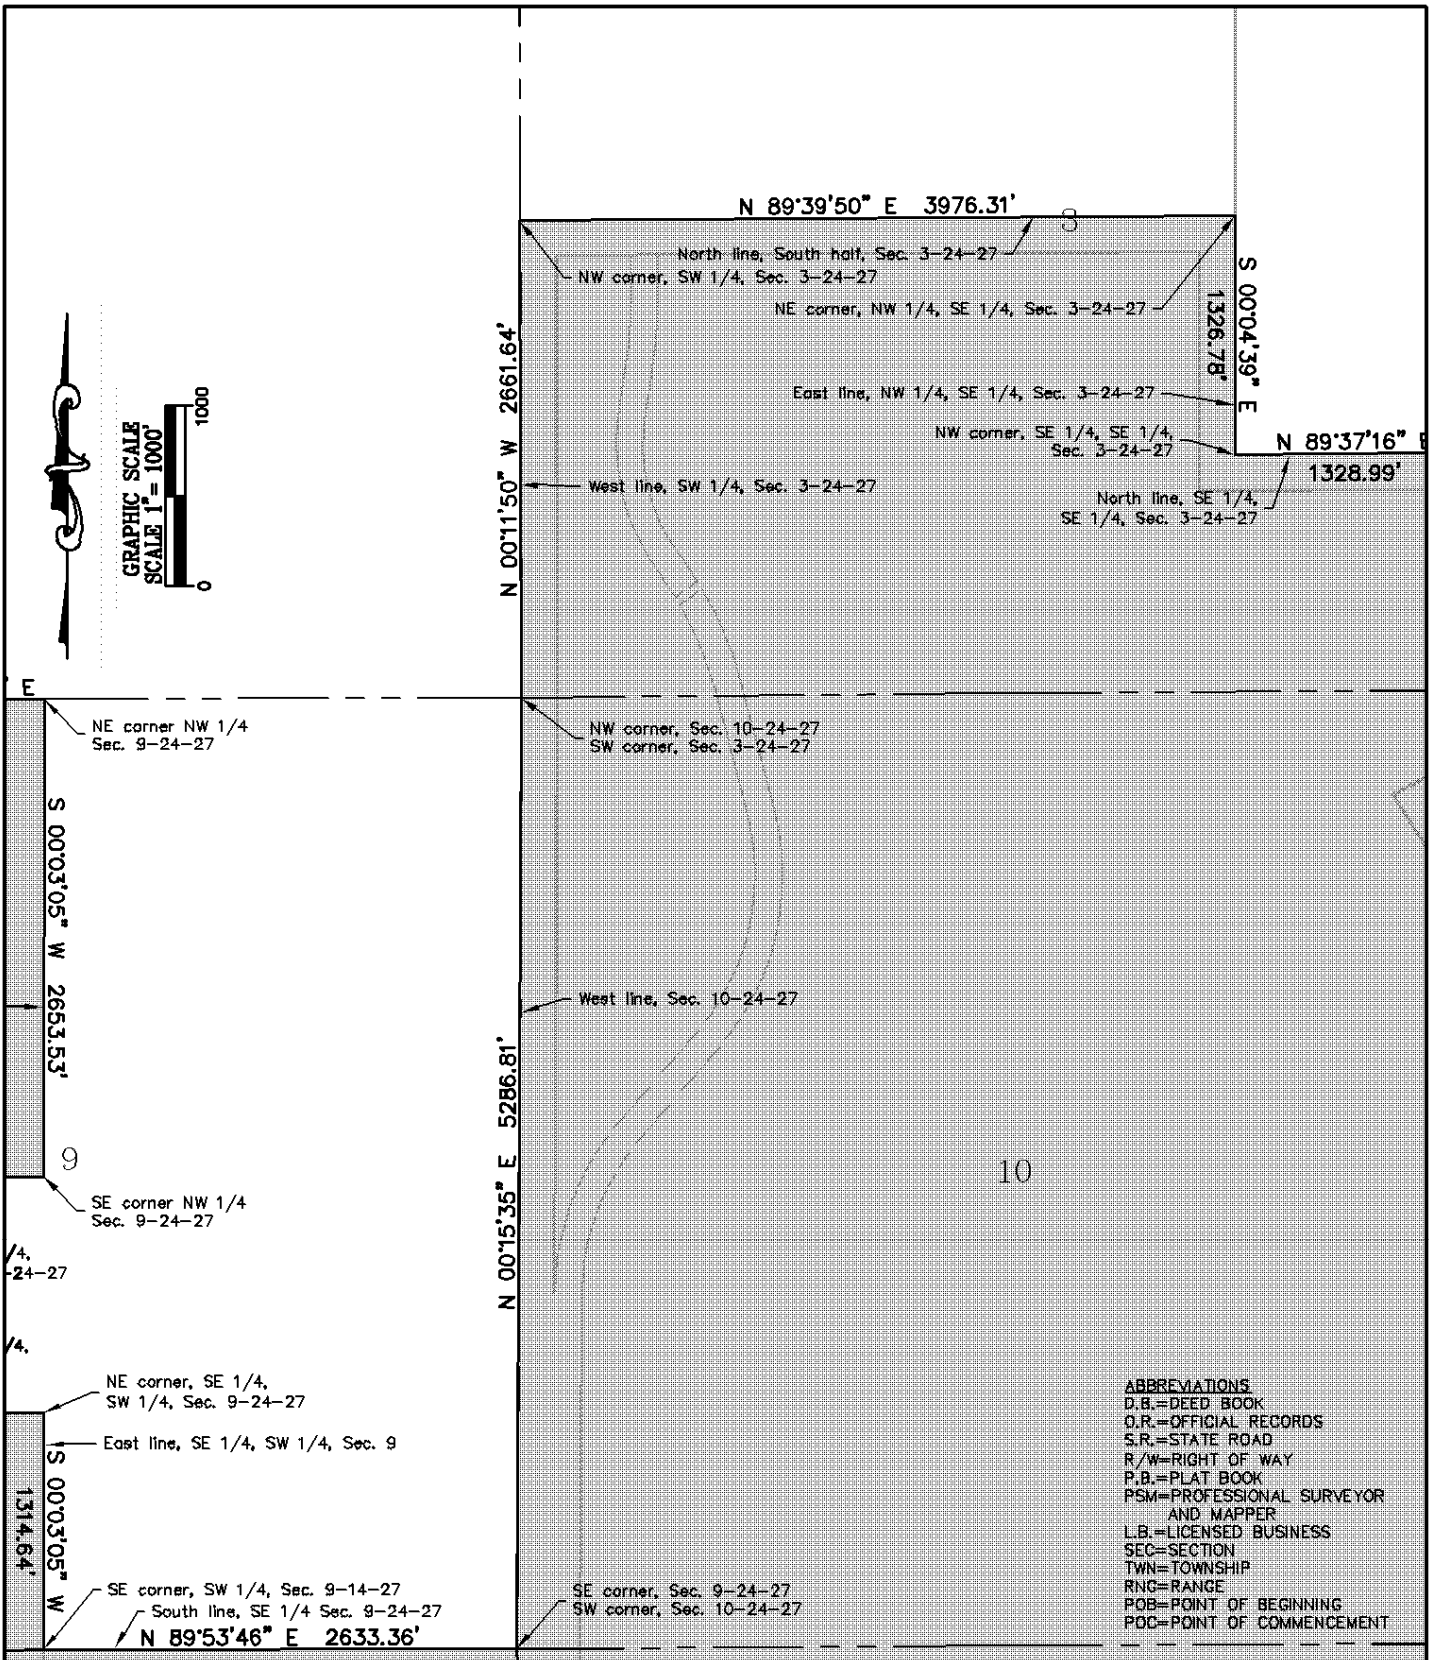 N 89°39'50" E 3976.31'
3
North line, South half, Sec. 3-24-27
NW corner, SW 1/4, Sec. 3-24-27
NE corner, NW 1/4, SE 1/4, Sec. 3-24-27
S 00°04'39" E
1326.78'
East line, NW 1/4, SE 1/4, Sec. 3-24-27
NW corner, SE 1/4, SE 1/4,
Sec. 3-24-27
N 89°37'16" E
1328.99'
North line, SE 1/4,
SE 1/4, Sec. 3-24-27
N 00°11'50" W 2661.64'
West line, SW 1/4, Sec. 3-24-27
GRAPHIC SCALE
SCALE 1"= 1000'
0
1000
' E
NE corner NW 1/4
Sec. 9-24-27
NW corner, Sec. 10-24-27
SW corner, Sec. 3-24-27
S 00°03'05" W 2653.53'
West line, Sec. 10-24-27
N 00°15'35" E 5286.81'
9
10
SE corner NW 1/4
Sec. 9-24-27
/4,
-24-27
/4,
NE corner, SE 1/4,
SW 1/4, Sec. 9-24-27
East line, SE 1/4, SW 1/4, Sec. 9
S 00°03'05" W
1314.64'
SE corner, SW 1/4, Sec. 9-14-27
South line, SE 1/4 Sec. 9-24-27
N 89°53'46" E 2633.36'
SE corner, Sec. 9-24-27
SW corner, Sec. 10-24-27
ABBREVIATIONS
D.B.=DEED BOOK
O.R.=OFFICIAL RECORDS
S.R.=STATE ROAD
R/W=RIGHT OF WAY
P.B.=PLAT BOOK
PSM=PROFESSIONAL SURVEYOR
AND MAPPER
L.B.=LICENSED BUSINESS
SEC=SECTION
TWN=TOWNSHIP
RNG=RANGE
POB=POINT OF BEGINNING
POC=POINT OF COMMENCEMENT